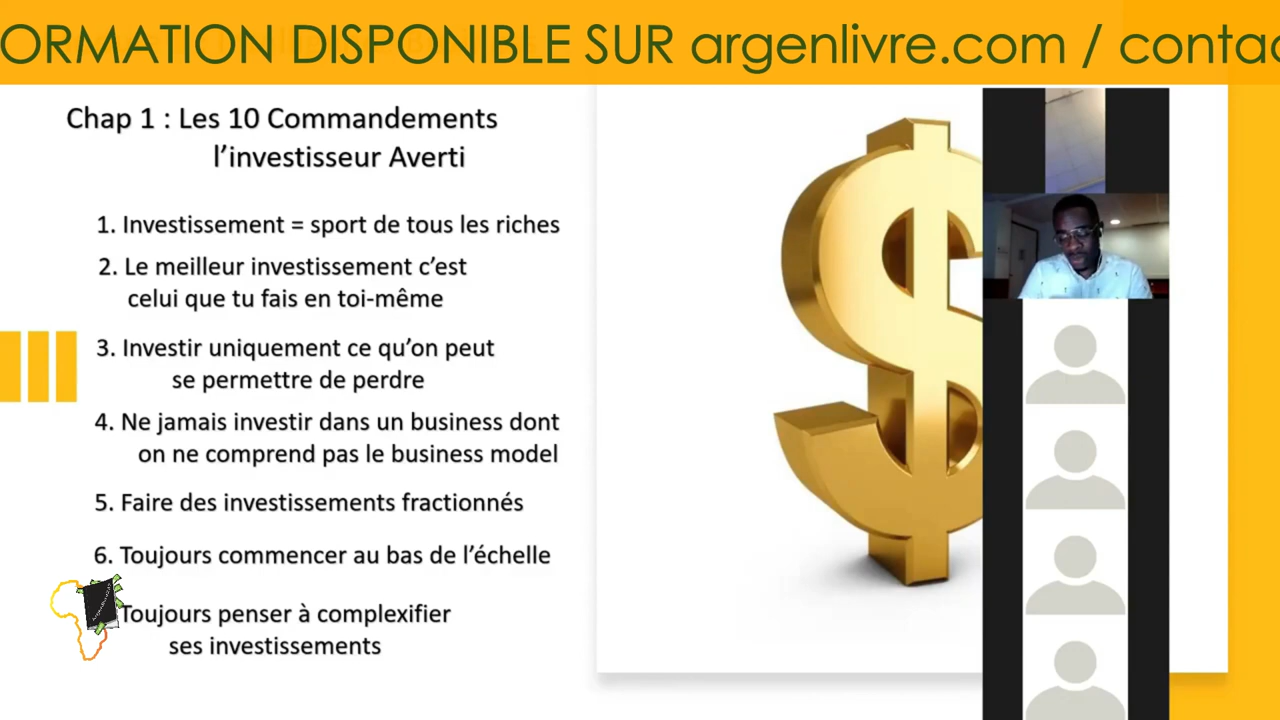 ORMATION DISPONIBLE SUR argenlivre.com / contac
Chap 1 : Les 10 Commandements
l’investisseur Averti
1. Investissement = sport de tous les riches
2. Le meilleur investissement c’est
celui que tu fais en toi-même
3. Investir uniquement ce qu’on peut
se permettre de perdre
4. Ne jamais investir dans un business dont
on ne comprend pas le business model
5. Faire des investissements fractionnés
6. Toujours commencer au bas de l’échelle
Toujours penser à complexifier
ses investissements